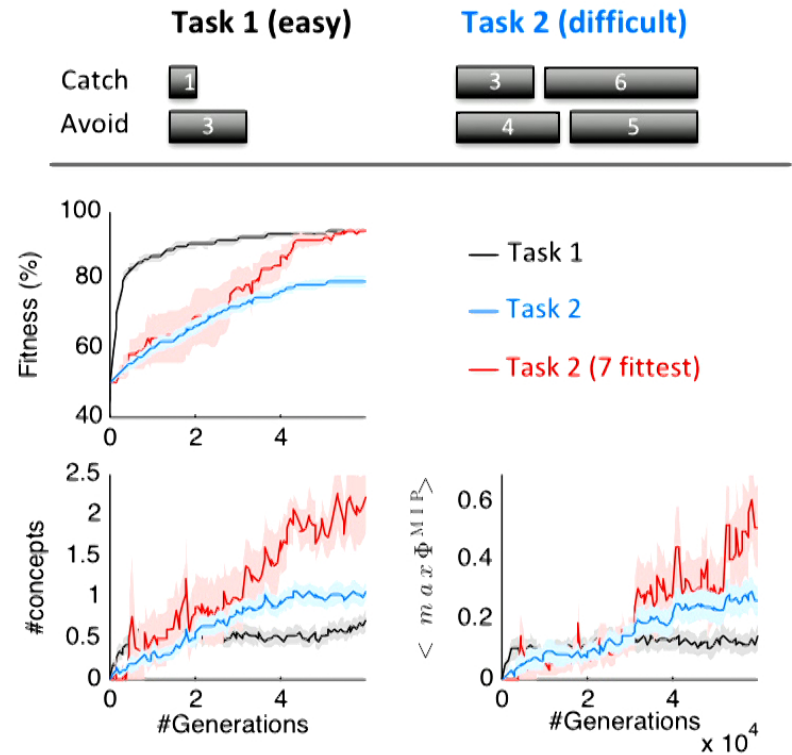 Task 1 (easy) Task 2 (difficult)
Catch 1 3 6
Avoid 3 4 5
Fitness (%)
100
80
60
40
0 2 4
Task 1
Task 2
Task 2 (7 fittest)
#concepts
2.5
2
1.5
1
0.5
0
0 2 4
#Generations
< max Φ^MIP >
0.6
0.4
0.2
0
0 2 4
#Generations
x 10^4